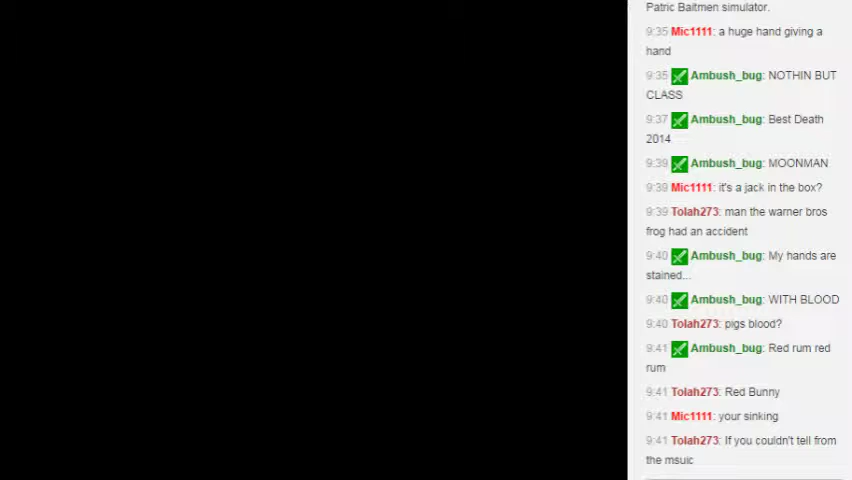 Patric Baitmen simulator.
9:35 Mic1111: a huge hand giving a
hand
9:35 Ambush_bug: NOTHIN BUT
CLASS
9:37 Ambush_bug: Best Death
2014
9:39 Ambush_bug: MOONMAN
9:39 Mic1111: it's a jack in the box?
9:39 Tolah273: man the warner bros
frog had an accident
9:40 Ambush_bug: My hands are
stained...
9:40 Ambush_bug: WITH BLOOD
9:40 Tolah273: pigs blood?
9:41 Ambush_bug: Red rum red
rum
9:41 Tolah273: Red Bunny
9:41 Mic1111: your sinking
9:41 Tolah273: If you couldn't tell from
the msuic